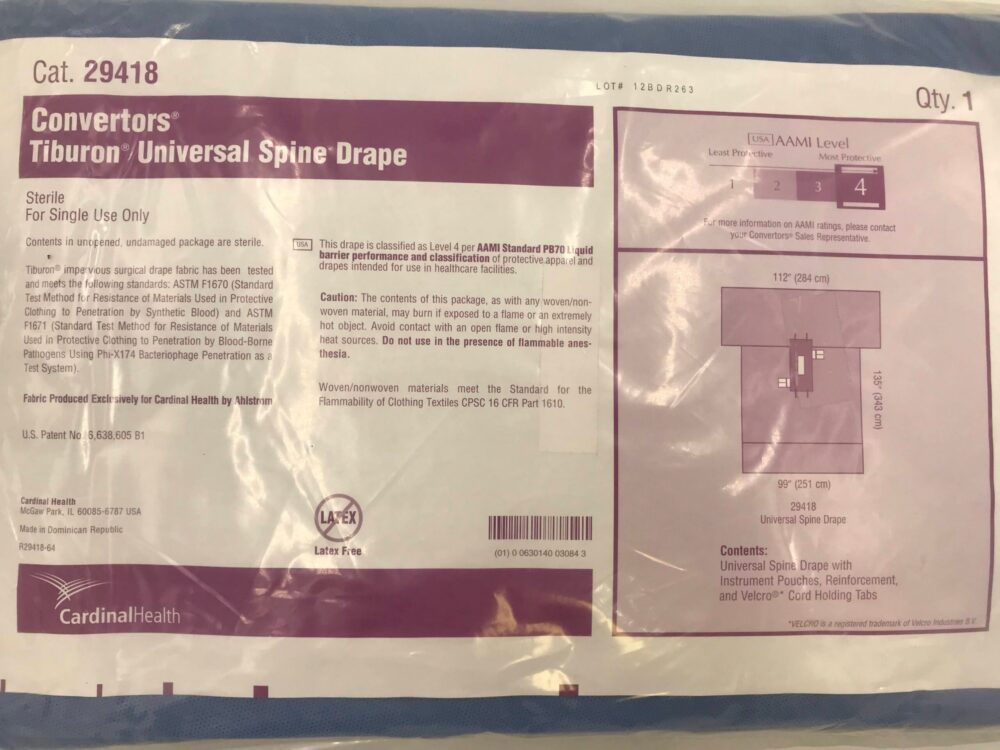 Cat. 29418
LOT# 12BDR263
Qty. 1
Convertors®
Tiburon® Universal Spine Drape
Sterile
For Single Use Only
Contents in unopened, undamaged package are sterile.
Tiburon® impervious surgical drape fabric has been tested
and meets the following standards: ASTM F1670 (Standard
Test Method for Resistance of Materials Used in Protective
Clothing to Penetration by Synthetic Blood) and ASTM
F1671 (Standard Test Method for Resistance of Materials
Used in Protective Clothing to Penetration by Blood-Borne
Pathogens Using Phi-X174 Bacteriophage Penetration as a
Test System).
Fabric Produced Exclusively for Cardinal Health by Ahlstrom
U.S. Patent No. 6,638,605 B1
USA
This drape is classified as Level 4 per AAMI Standard PB70 Liquid
barrier performance and classification of protective apparel and
drapes intended for use in healthcare facilities.
Caution: The contents of this package, as with any woven/non-
woven material, may burn if exposed to a flame or an extremely
hot object. Avoid contact with an open flame or high intensity
heat sources. Do not use in the presence of flammable anes-
thesia.
Woven/nonwoven materials meet the Standard for the
Flammability of Clothing Textiles CPSC 16 CFR Part 1610.
Cardinal Health
McGaw Park, IL 60085-6787 USA
Made in Dominican Republic
R29418-64
LATEX
Latex Free
(01) 0 0630140 03084 3
CardinalHealth
USA AAMI Level
Least Protective Most Protective
1 2 3 4
For more information on AAMI ratings, please contact
your Convertors® Sales Representative.
112" (284 cm)
135" (343 cm)
99" (251 cm)
29418
Universal Spine Drape
Contents:
Universal Spine Drape with
Instrument Pouches, Reinforcement,
and Velcro®* Cord Holding Tabs
*VELCRO is a registered trademark of Velcro Industries B.V.